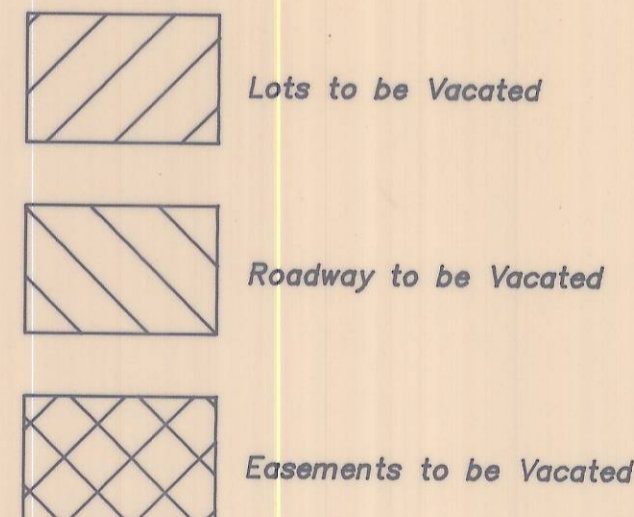 Lots to be Vacated
Roadway to be Vacated
Easements to be Vacated